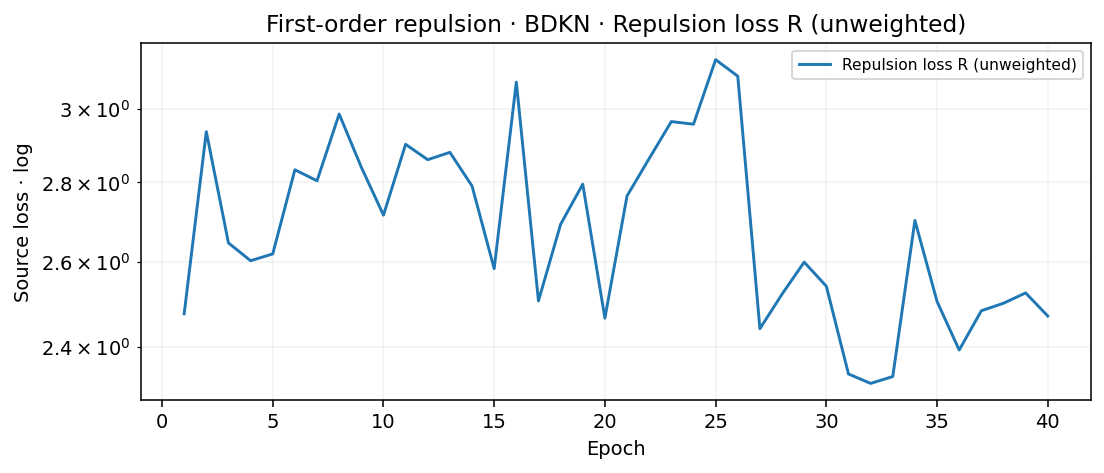 First-order repulsion · BDKN · Repulsion loss R (unweighted)
Repulsion loss R (unweighted)
Source loss · log
3 × 10⁰
2.8 × 10⁰
2.6 × 10⁰
2.4 × 10⁰
0 5 10 15 20 25 30 35 40
Epoch